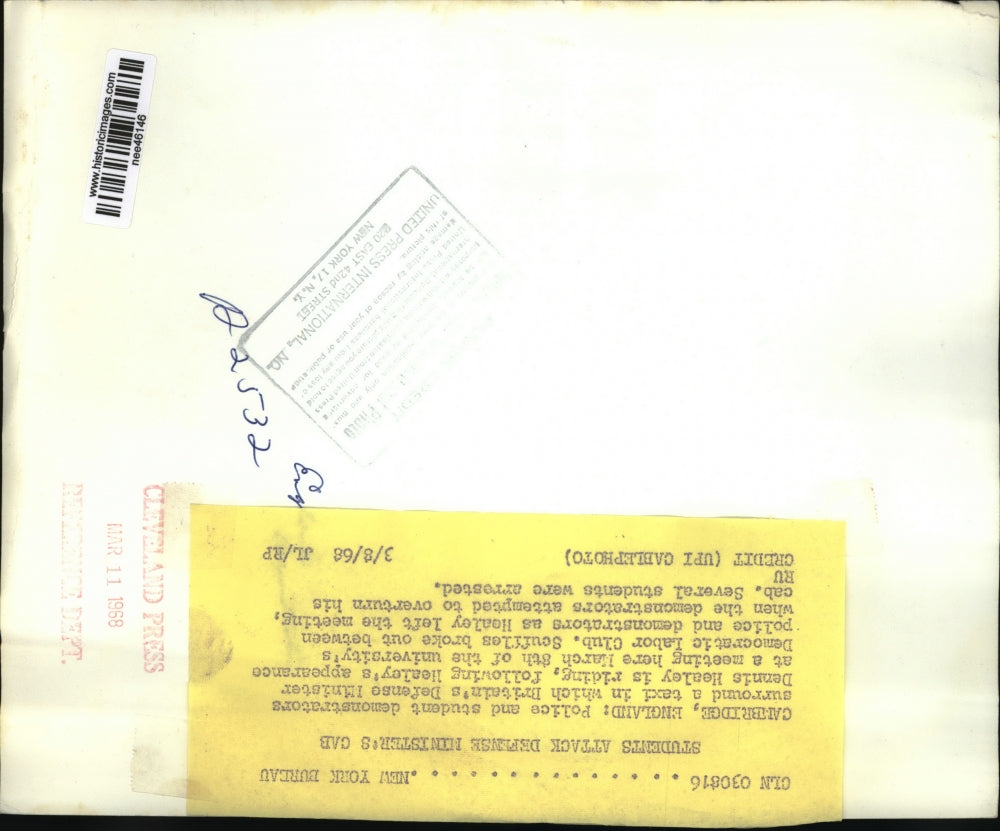 www.historicimages.com
nee46146
UNITED PRESS INTERNATIONAL,
220 EAST 42nd STREET
NEW YORK 17, N. Y.
A2532
Eng
CLEVELAND PRESS
MAR 11 1968
REFERENCE DEPT.
CLN 030816 . . . . . . . . . . . . . . . .NEW YORK BUREAU
STUDENTS ATTACK DEFENSE MINISTER'S CAB
CAMBRIDGE, ENGLAND: Police and student demonstrators
surround a taxi in which Britain's Defense Minister
Dennis Healey is riding, following Healey's appearance
at a meeting here March 8th of the university's
Democratic Labor Club. Scuffles broke out between
police and demonstrators as Healey left the meeting,
when the demonstrators attempted to overturn his
cab. Several students were arrested.
RU
CREDIT (UPI CABLEPHOTO) 3/8/68 JL/RP